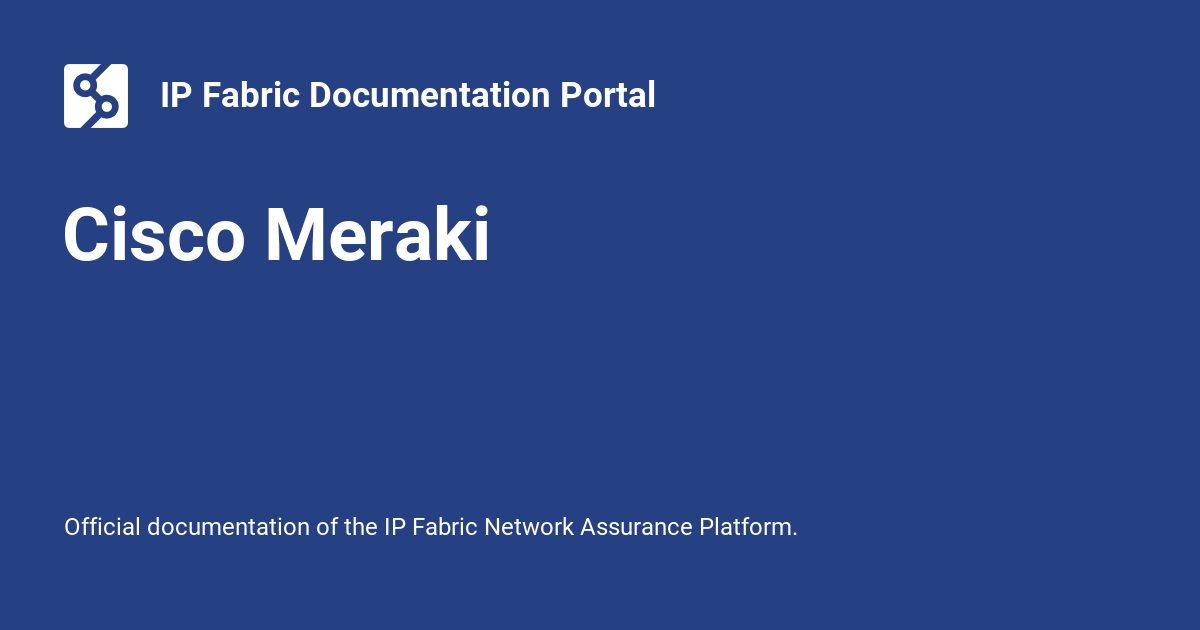 IP Fabric Documentation Portal
Cisco Meraki
Official documentation of the IP Fabric Network Assurance Platform.